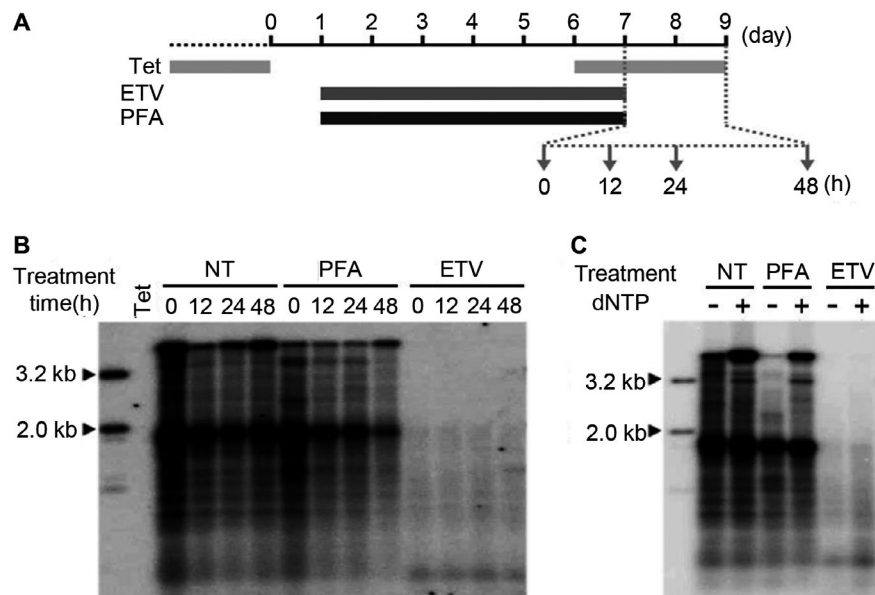 A
0 1 2 3 4 5 6 7 8 9 (day)
Tet
ETV
PFA
0 12 24 48 (h)
B
Treatment time(h)
Tet
NT PFA ETV
0 12 24 48 0 12 24 48 0 12 24 48
3.2 kb
2.0 kb
C
Treatment NT PFA ETV
dNTP - + - + - +
3.2 kb
2.0 kb